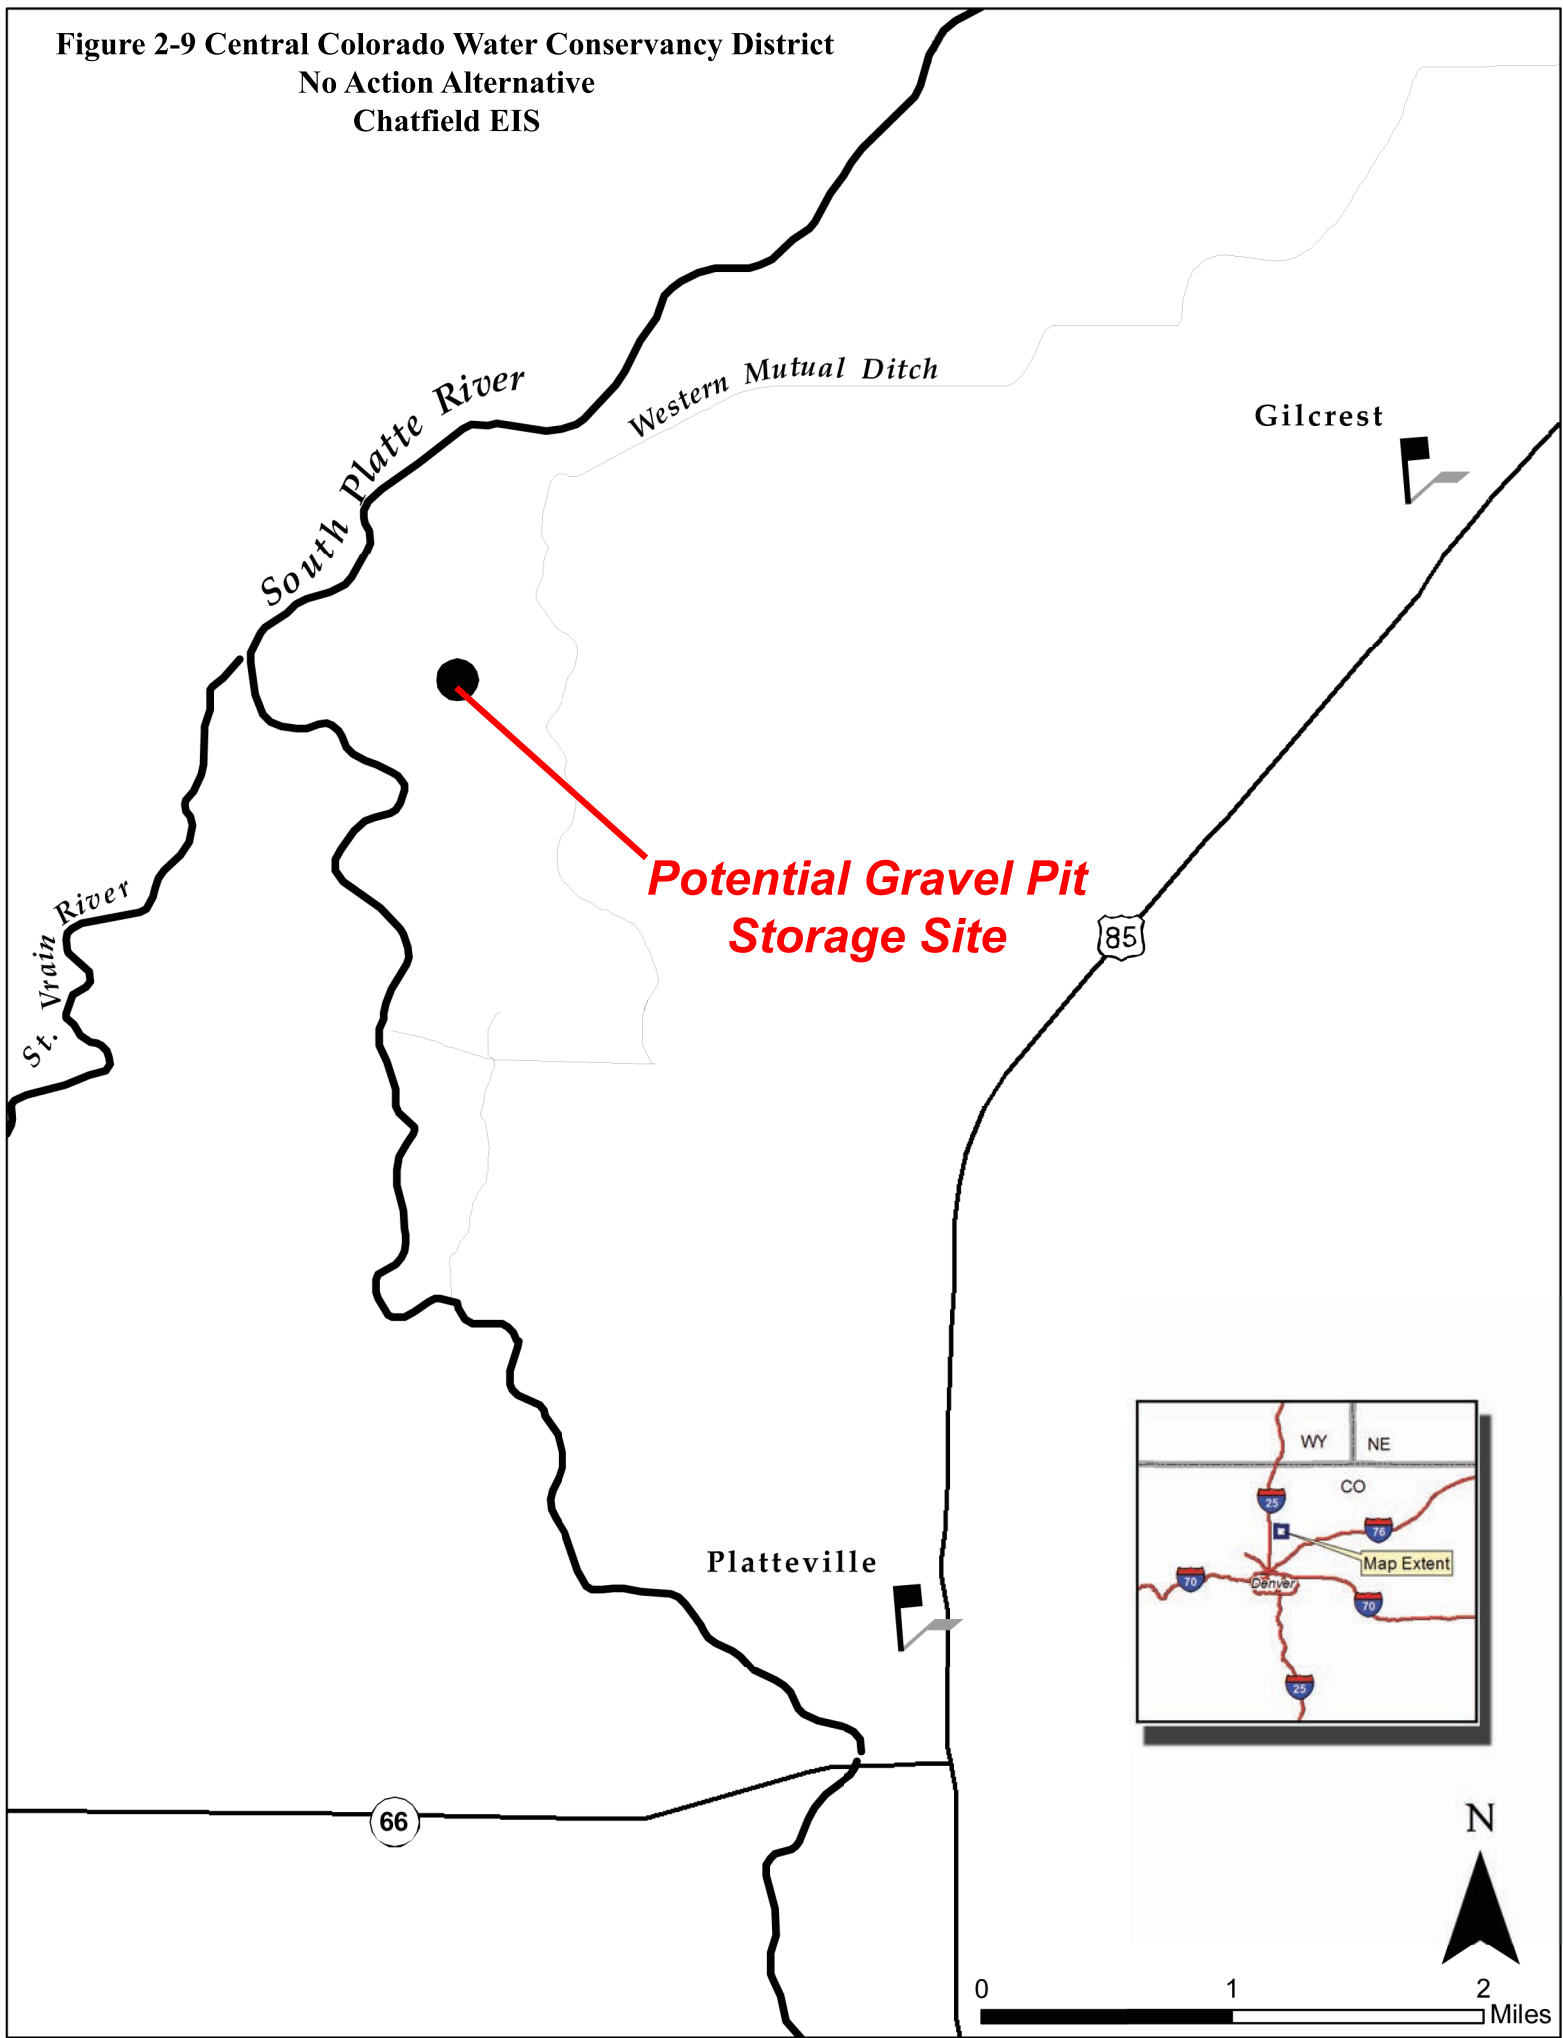 Figure 2-9 Central Colorado Water Conservancy District
No Action Alternative
Chatfield EIS
South Platte River
Western Mutual Ditch
Gilcrest
Potential Gravel Pit
Storage Site
85
St. Vrain River
WY NE
CO
25
76
Map Extent
70
Denver
70
25
Platteville
66
N
0 1 2
Miles